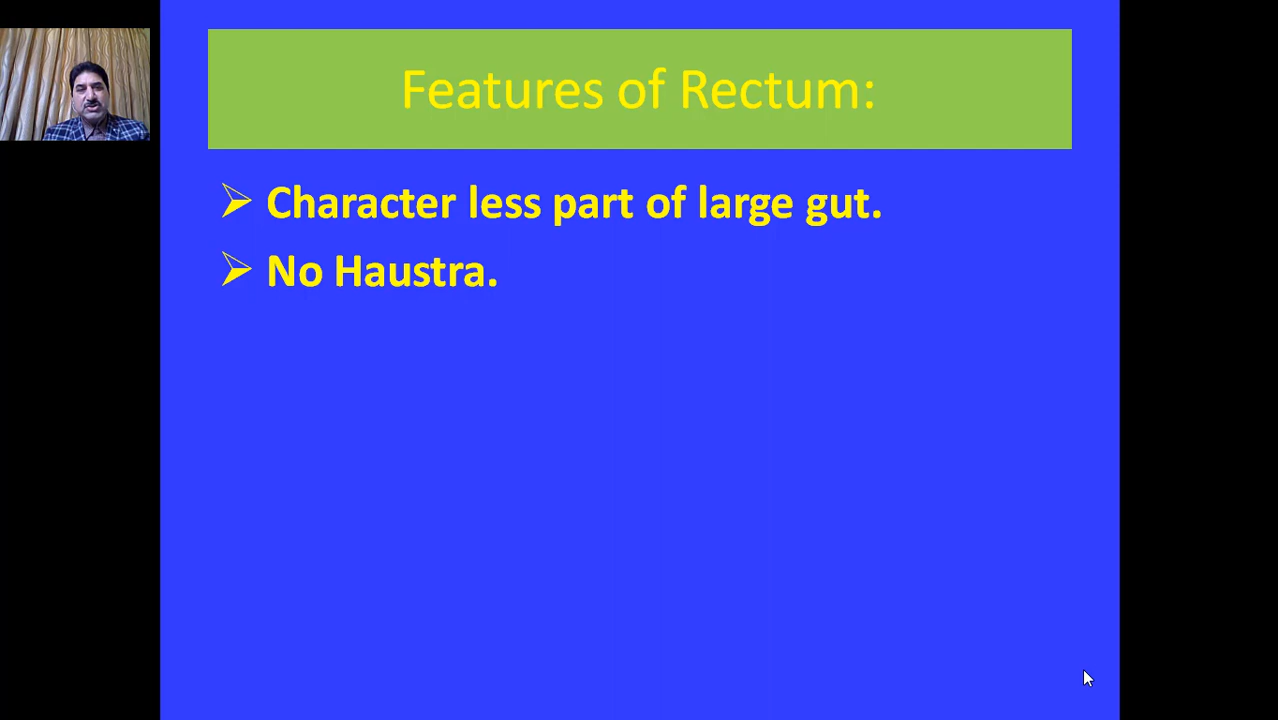 Features of Rectum:
Character less part of large gut.
No Haustra.